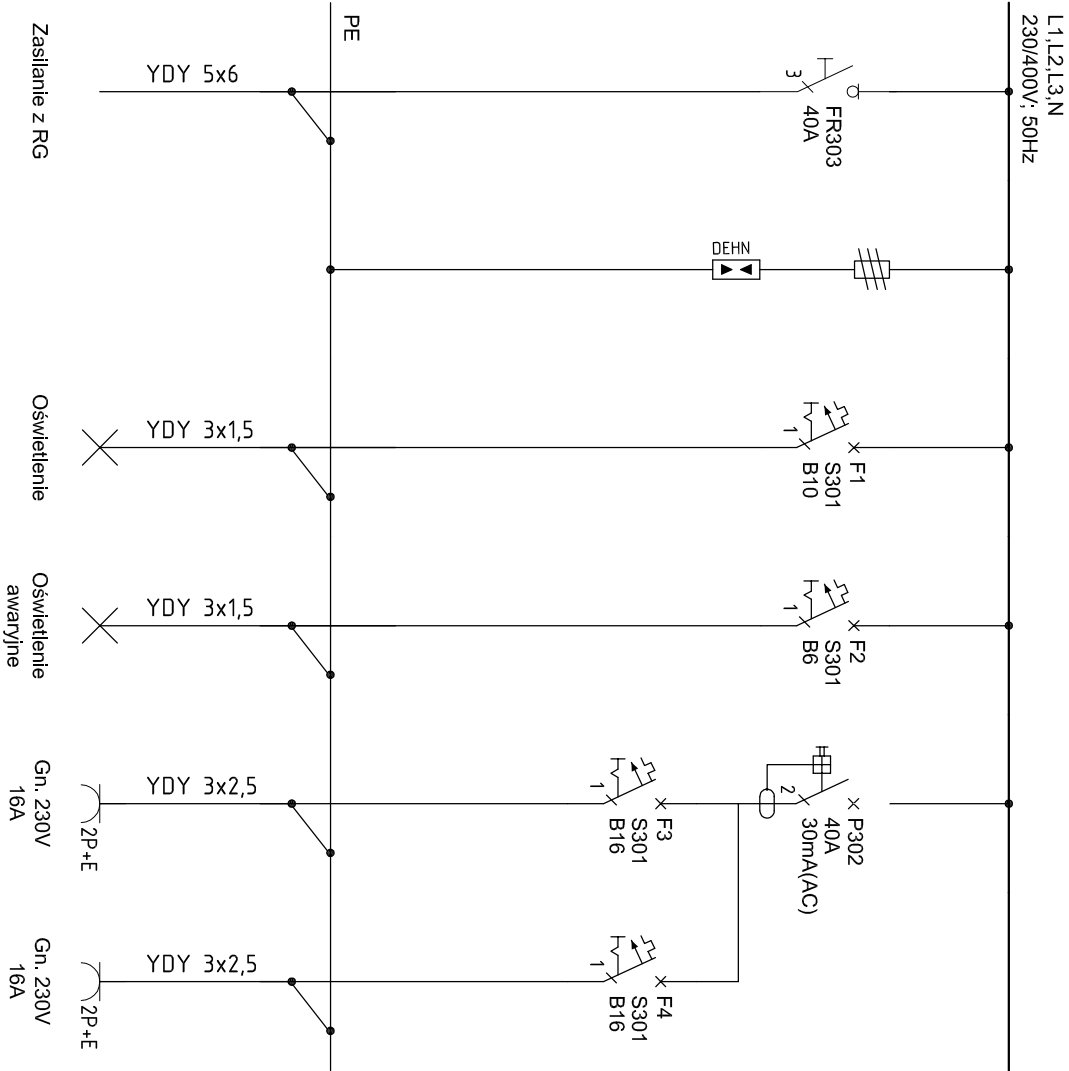 L1,L2,L3,N
230/400V; 50Hz
PE
3
FR303
40A
YDY 5x6
Zasilanie z RG
DEHN
1
F1
S301
B10
YDY 3x1,5
Oświetlenie
1
F2
S301
B6
YDY 3x1,5
Oświetlenie
awaryjne
2
P302
40A
30mA(AC)
1
F3
S301
B16
YDY 3x2,5
2P+E
Gn. 230V
16A
1
F4
S301
B16
YDY 3x2,5
2P+E
Gn. 230V
16A